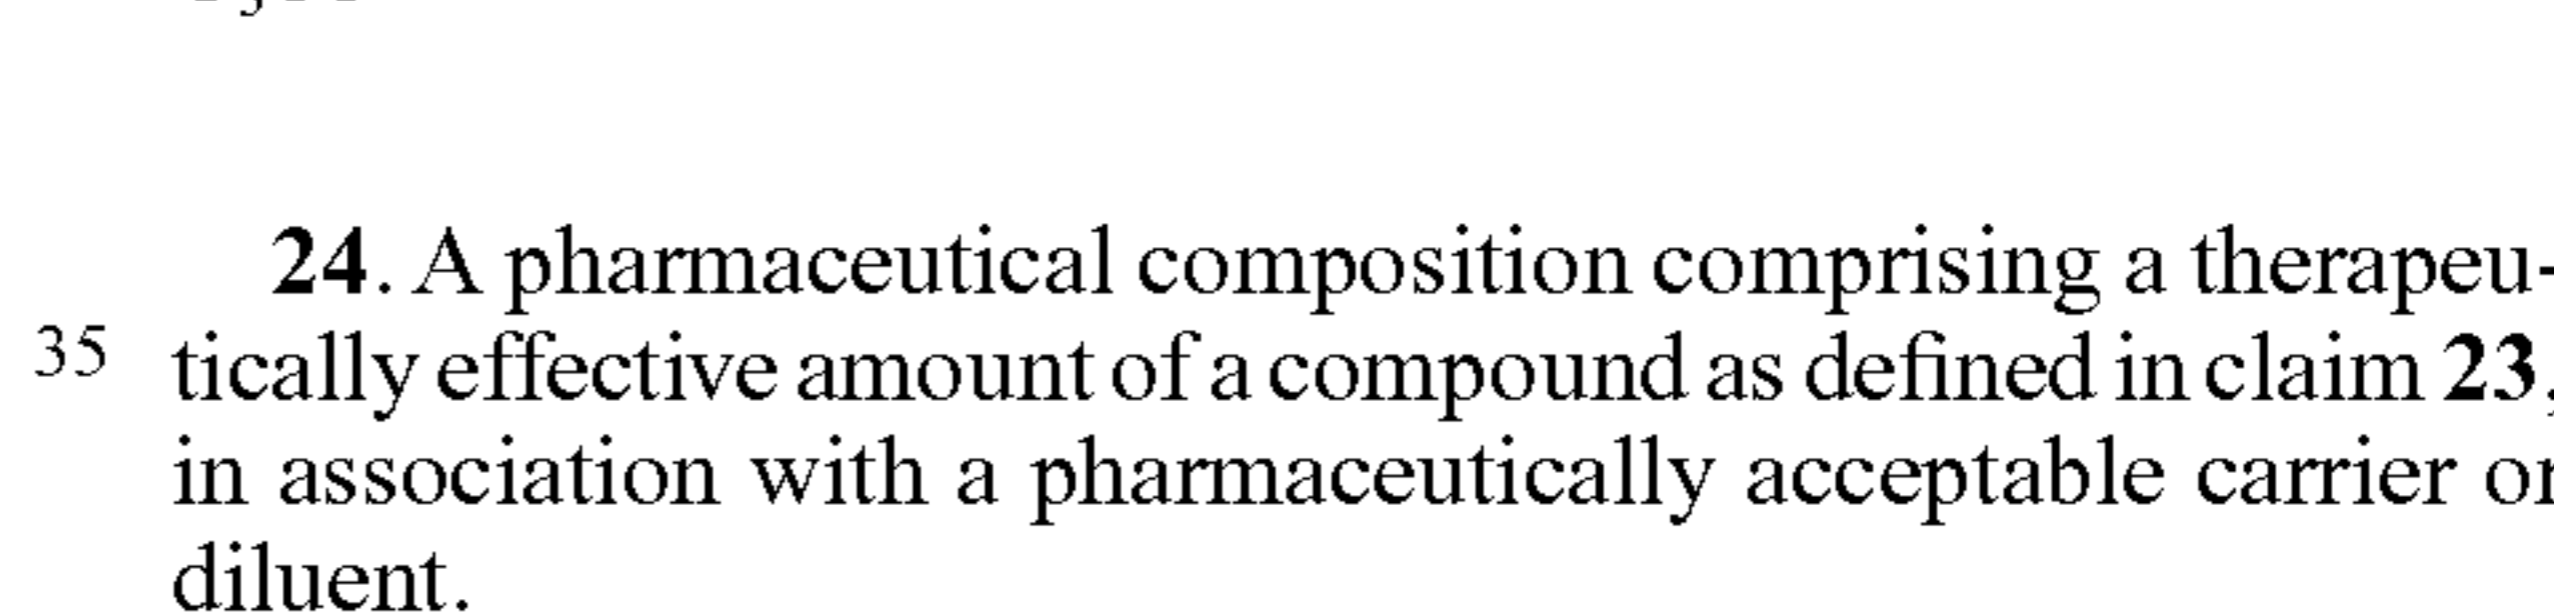 24. A pharmaceutical composition comprising a therapeu-
35 tically effective amount of a compound as defined in claim 23,
in association with a pharmaceutically acceptable carrier or
diluent.